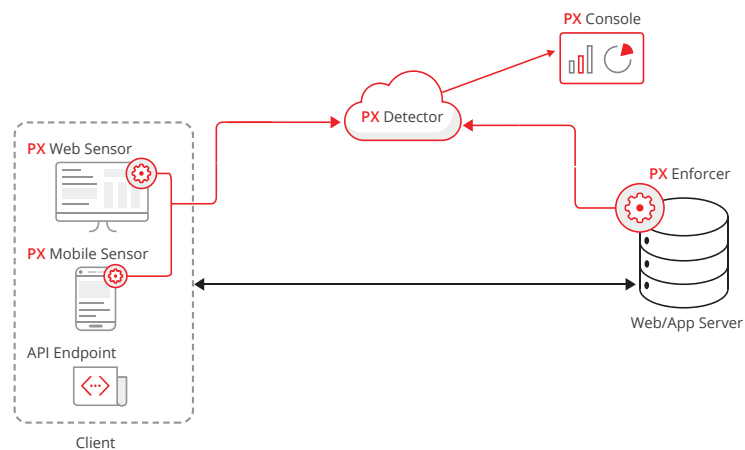 PX Console
PX Detector
PX Web Sensor
PX Enforcer
PX Mobile Sensor
Web/App Server
API Endpoint
Client